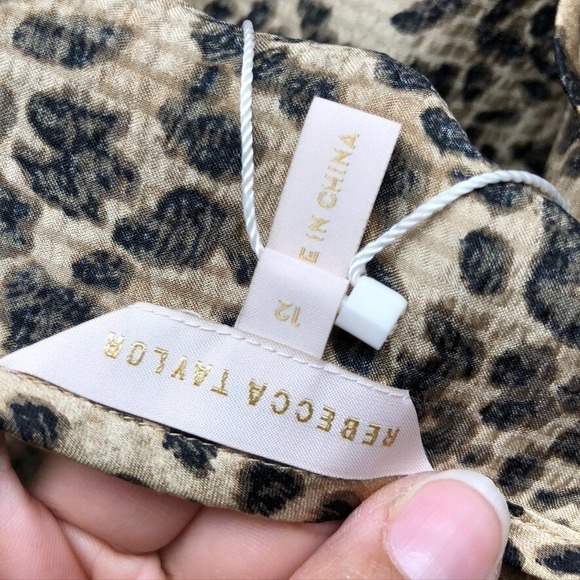 REBECCA TAYLOR
12
E IN CHINA